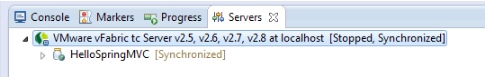 Console Markers Progress Servers
VMware vFabric tc Server v2.5, v2.6, v2.7, v2.8 at localhost [Stopped, Synchronized]
HelloSpringMVC [Synchronized]